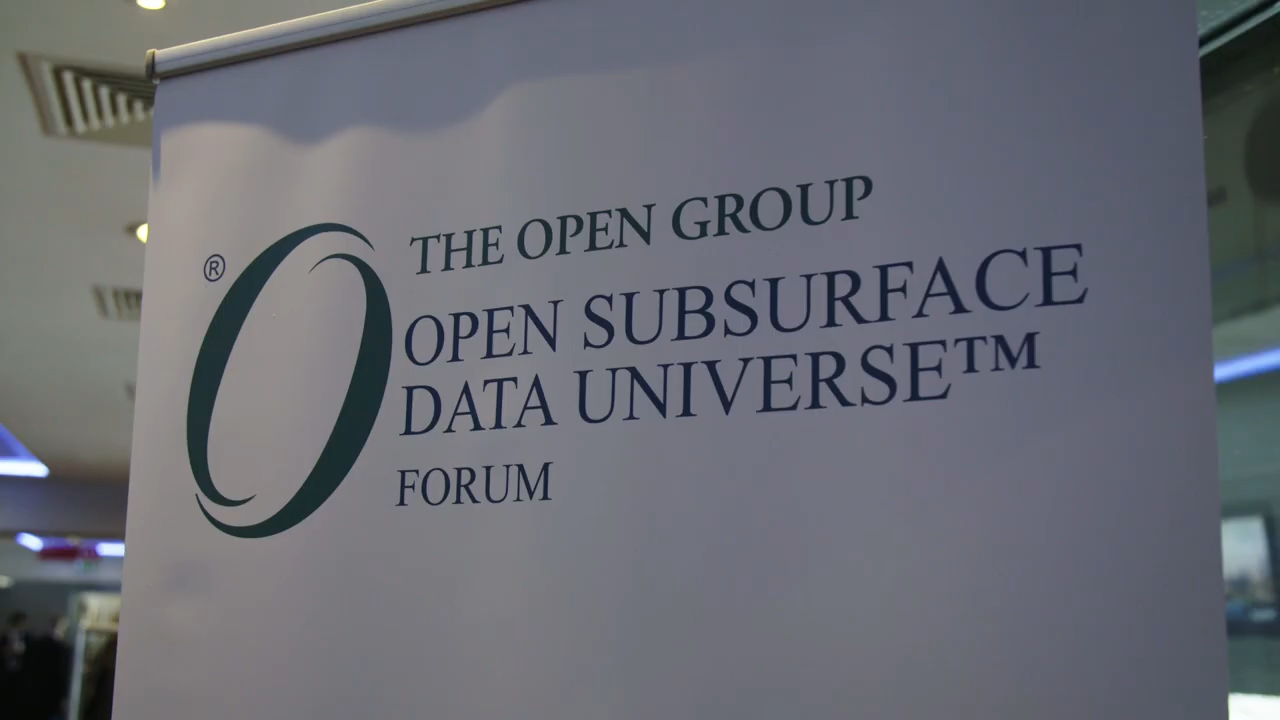 ®
THE OPEN GROUP
OPEN SUBSURFACE
DATA UNIVERSE™
FORUM